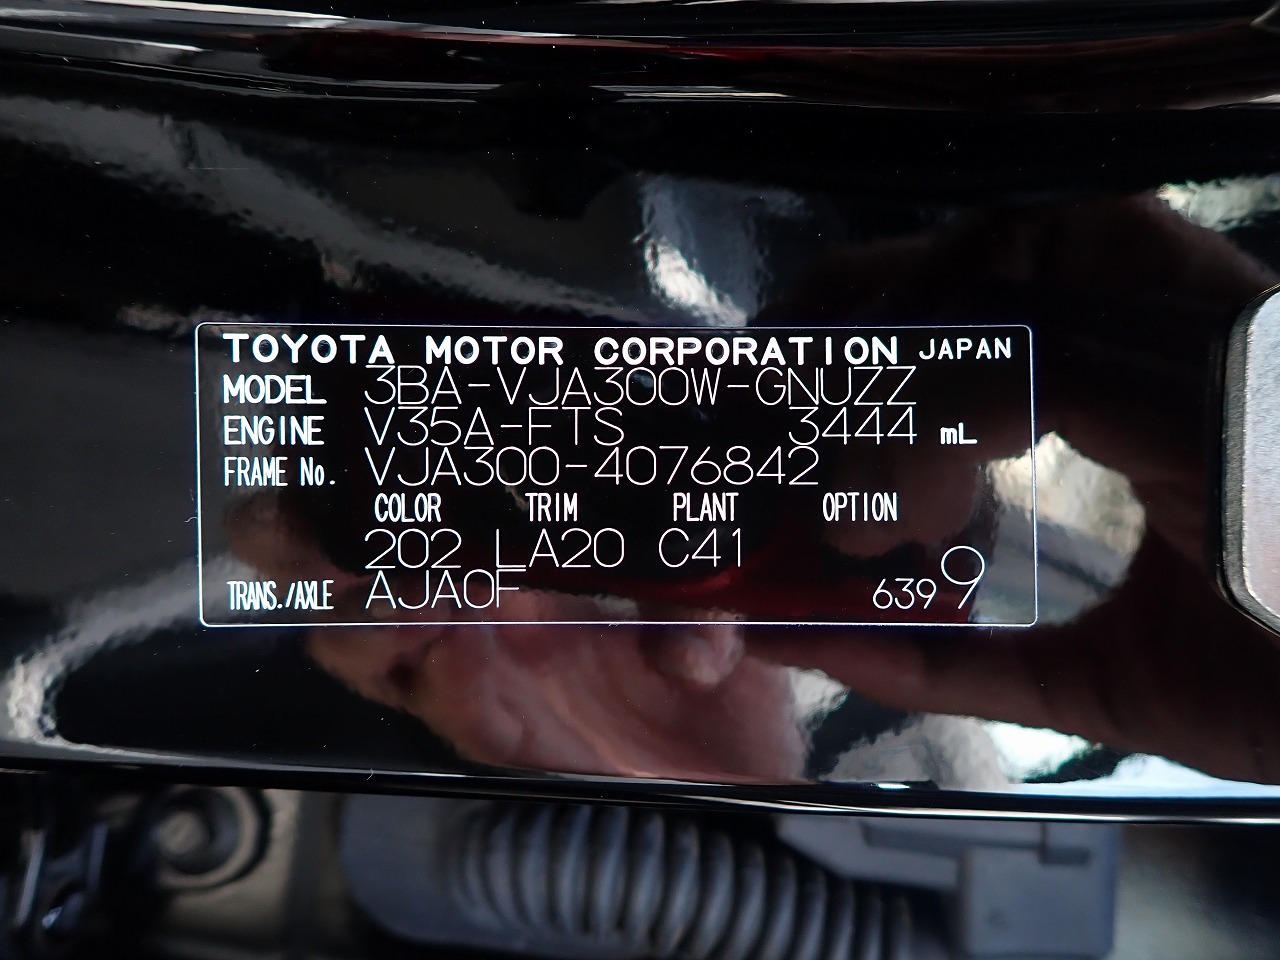 TOYOTA MOTOR CORPORATION JAPAN
MODEL 3BA-VJA300W-GNUZZ
ENGINE V35A-FTS 3444 mL
FRAME No. VJA300-4076842
COLOR TRIM PLANT OPTION
202 LA20 C41
TRANS./AXLE AJA0F 6399